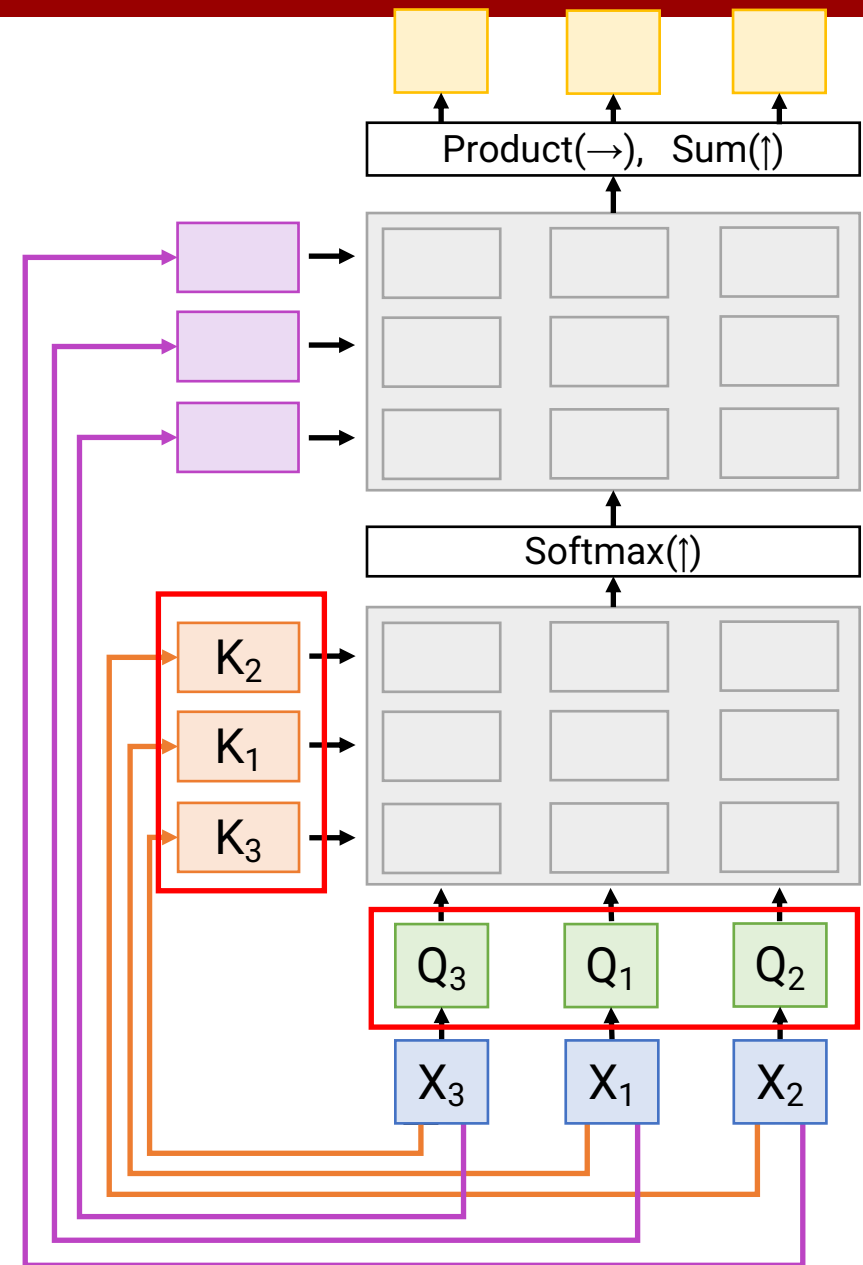 Product(→), Sum(↑)
Softmax(↑)
K₂
K₁
K₃
Q₃ Q₁ Q₂
X₃ X₁ X₂